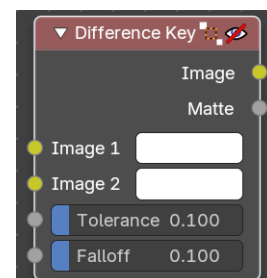 Difference Key
Image
Matte
Image 1
Image 2
Tolerance 0.100
Falloff 0.100